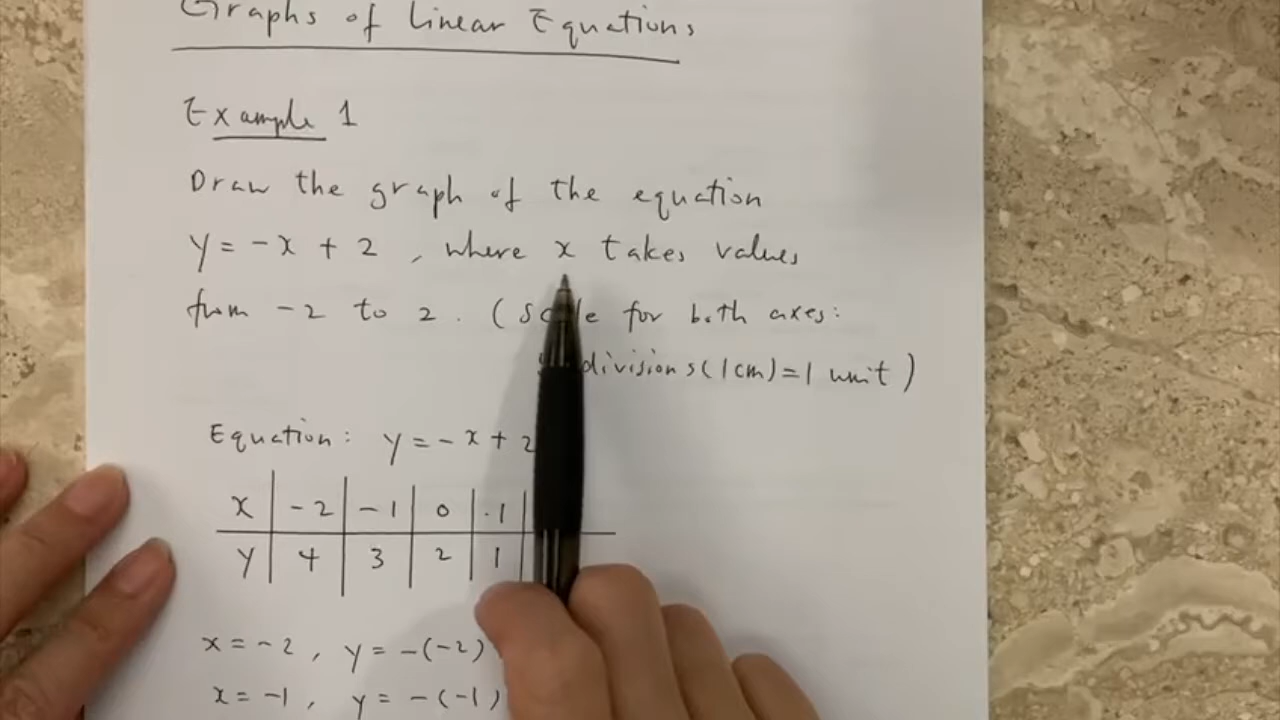 Graphs of Linear Equations
Example 1
Draw the graph of the equation
y = -x + 2 , where x takes values
from -2 to 2 . ( Scale for both axes:
divisions (1cm) = 1 unit )
Equation : y = -x + 2
x | -2 | -1 | 0 | 1
y | 4 | 3 | 2 | 1
x = -2 , y = -(-2)
x = -1 , y = -(-1)